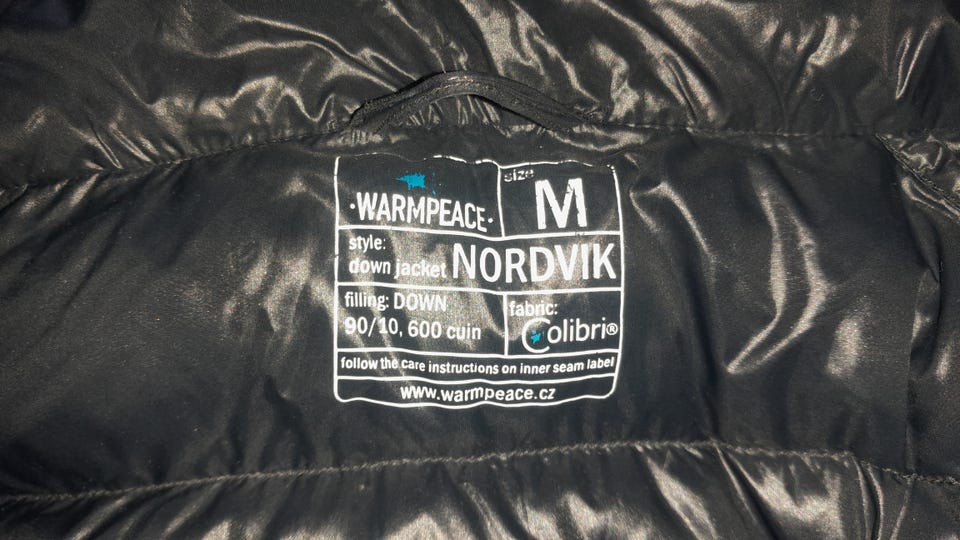 ·WARMPEACE·
size M
style:
down jacket NORDVIK
filling: DOWN
90/10, 600 cuin
fabric:
Colibri®
follow the care instructions on inner seam label
www.warmpeace.cz